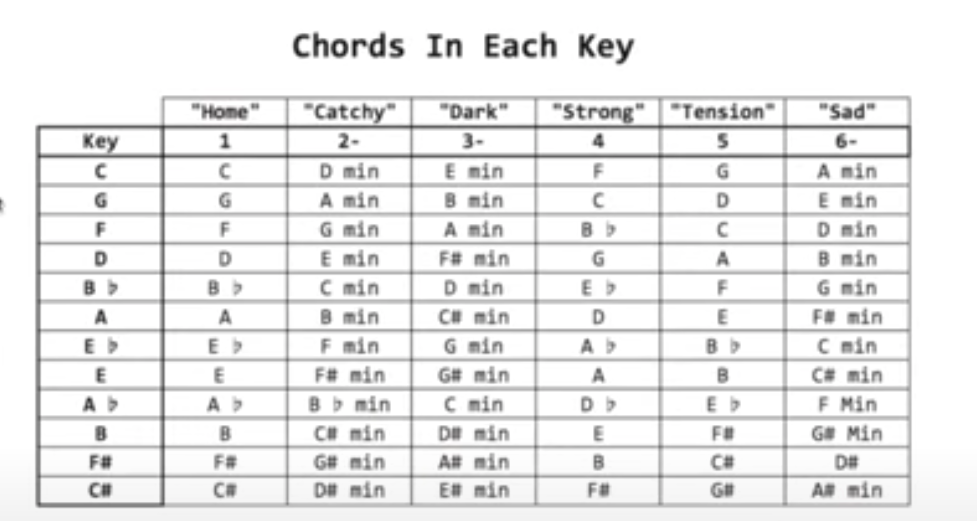 Chords In Each Key
"Home" "Catchy" "Dark" "Strong" "Tension" "Sad"
Key 1 2- 3- 4 5 6-
C C D min E min F G A min
G G A min B min C D E min
F F G min A min B ♭ C D min
D D E min F# min G A B min
B ♭ B ♭ C min D min E ♭ F G min
A A B min C# min D E F# min
E ♭ E ♭ F min G min A ♭ B ♭ C min
E E F# min G# min A B C# min
A ♭ A ♭ B ♭ min C min D ♭ E ♭ F Min
B B C# min D# min E F# G# Min
F# F# G# min A# min B C# D#
C# C# D# min E# min F# G# A# min